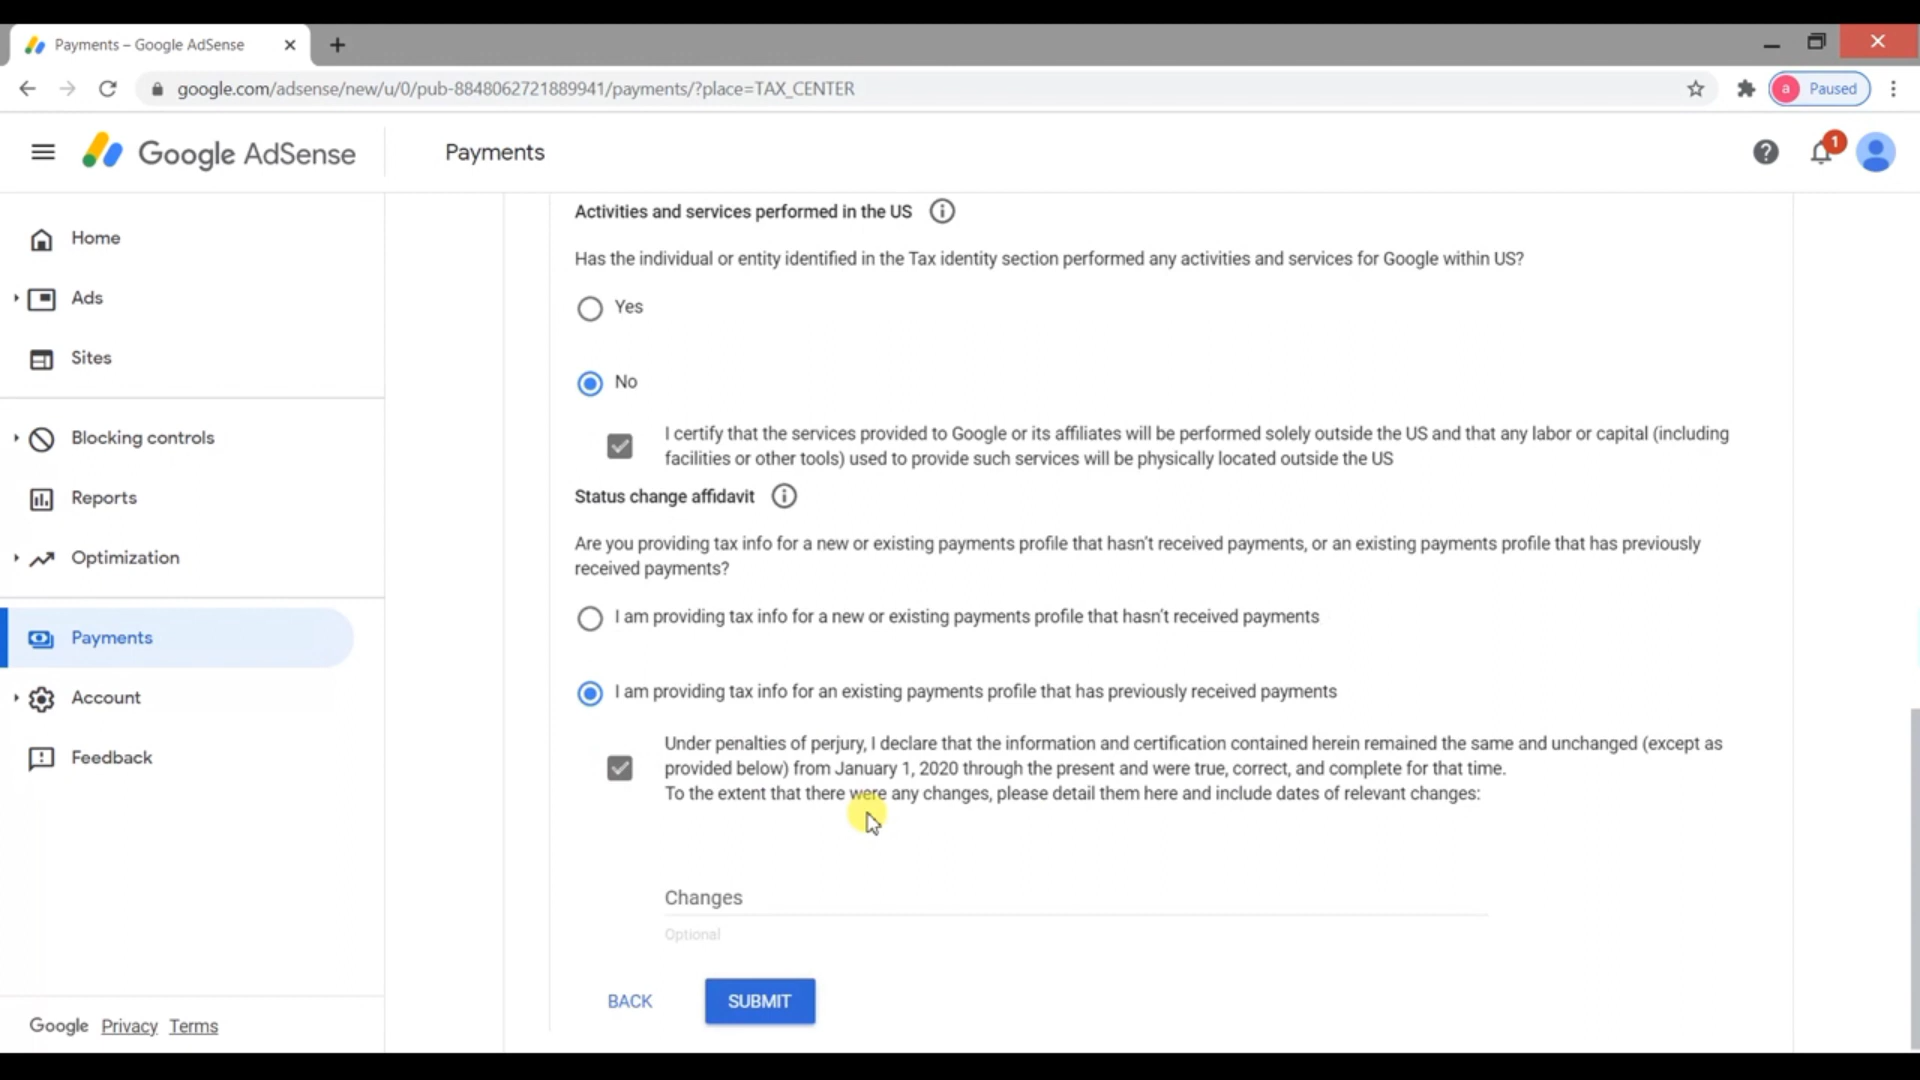 Payments – Google AdSense
google.com/adsense/new/u/0/pub-8848062721889941/payments/?place=TAX_CENTER
a
Paused
Google AdSense
Payments
1
Home
Ads
Sites
Blocking controls
Reports
Optimization
Payments
Account
Feedback
Google Privacy Terms
Activities and services performed in the US
Has the individual or entity identified in the Tax identity section performed any activities and services for Google within US?
Yes
No
I certify that the services provided to Google or its affiliates will be performed solely outside the US and that any labor or capital (including
facilities or other tools) used to provide such services will be physically located outside the US
Status change affidavit
Are you providing tax info for a new or existing payments profile that hasn't received payments, or an existing payments profile that has previously
received payments?
I am providing tax info for a new or existing payments profile that hasn't received payments
I am providing tax info for an existing payments profile that has previously received payments
Under penalties of perjury, I declare that the information and certification contained herein remained the same and unchanged (except as
provided below) from January 1, 2020 through the present and were true, correct, and complete for that time.
To the extent that there were any changes, please detail them here and include dates of relevant changes:
Changes
Optional
BACK
SUBMIT